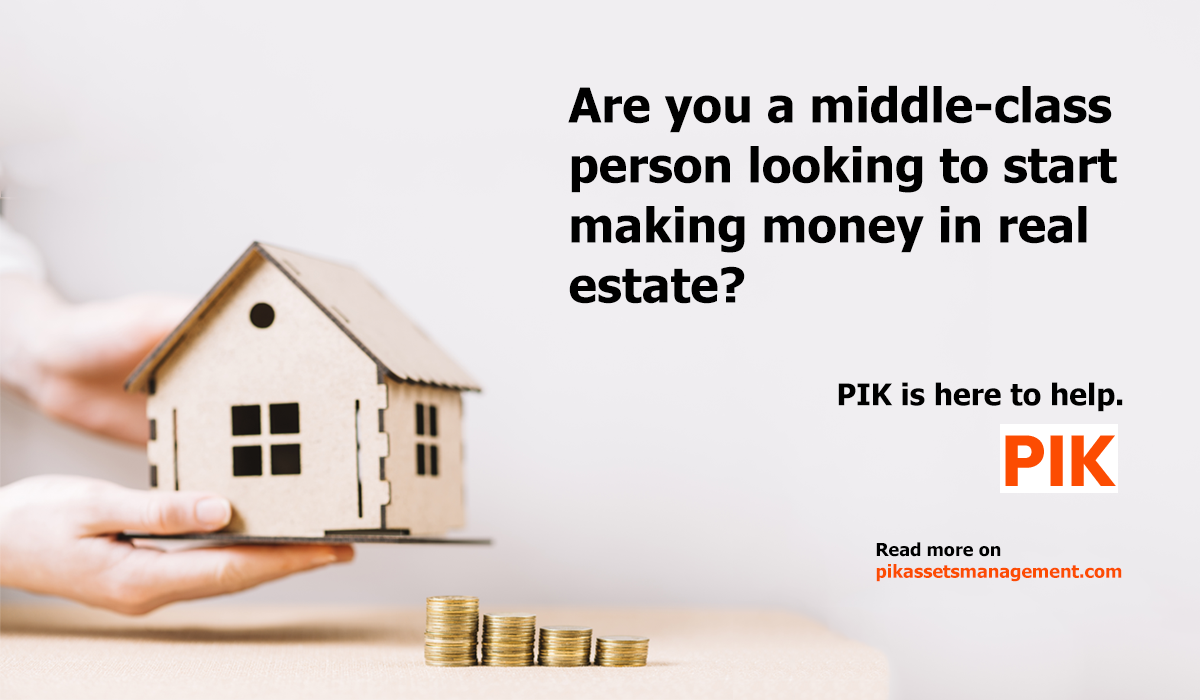 Are you a middle-class
person looking to start
making money in real
estate?
PIK is here to help.
PIK
Read more on
pikassetsmanagement.com